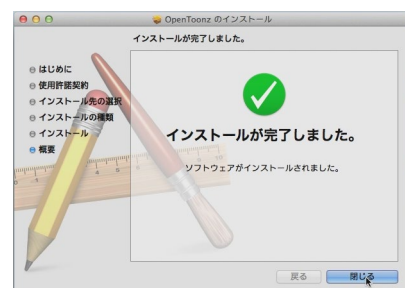 OpenToonz のインストール
インストールが完了しました。
はじめに
使用許諾契約
インストール先の選択
インストールの種類
インストール
概要
インストールが完了しました。
ソフトウェアがインストールされました。
戻る
閉じる